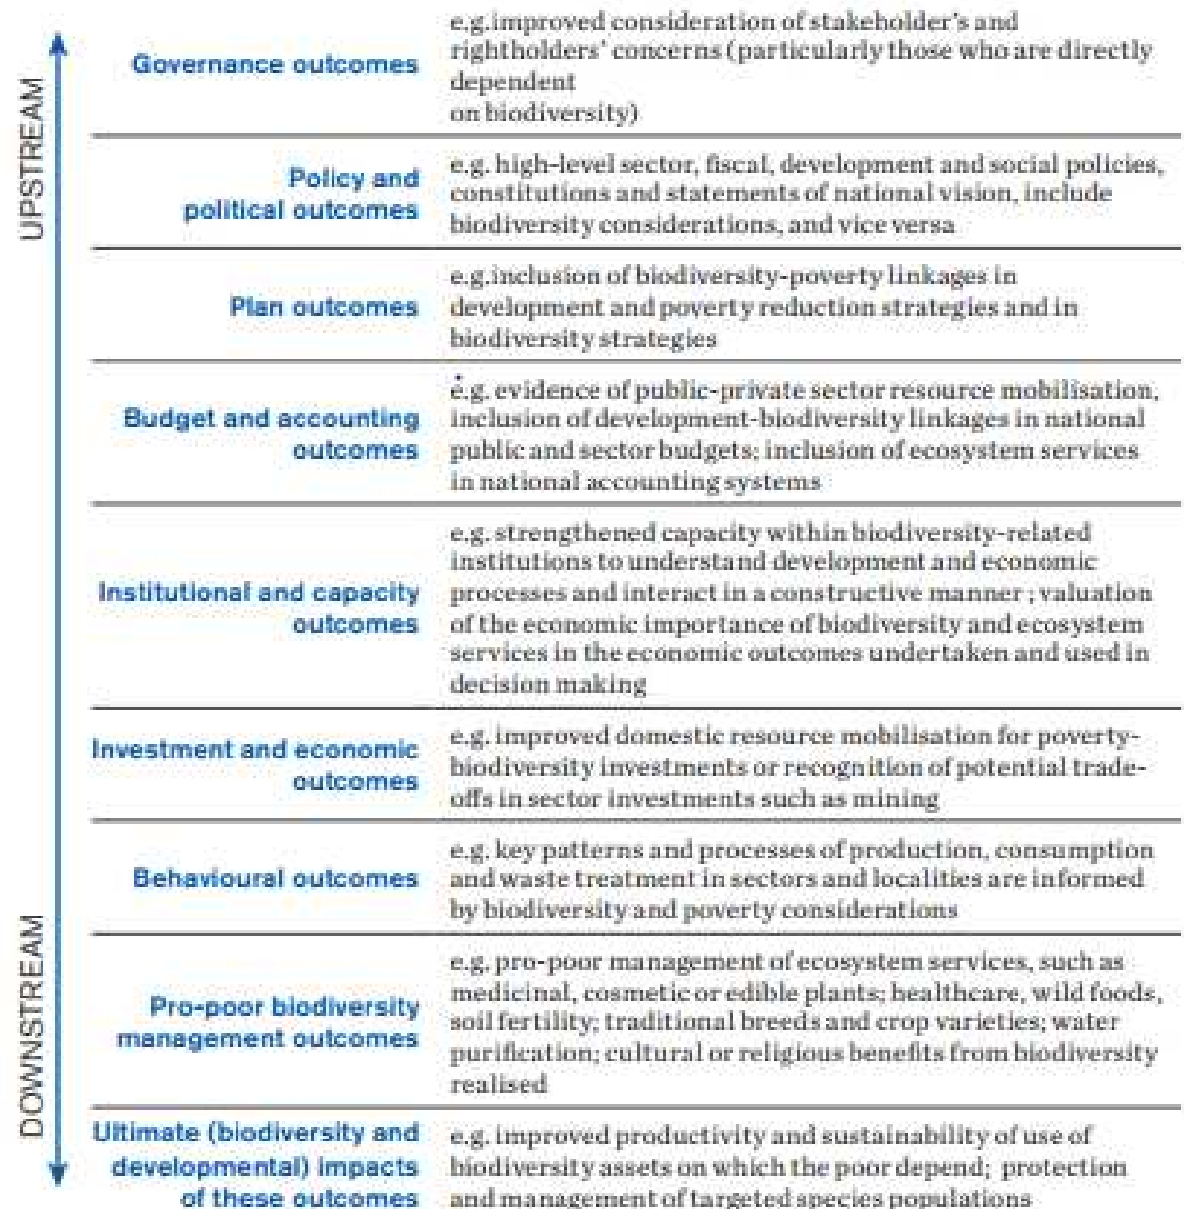 UPSTREAM
Governance outcomes
e.g.improved consideration of stakeholder's and
rightholders' concerns (particularly those who are directly
dependent
on biodiversity)
Policy and
political outcomes
e.g. high-level sector, fiscal, development and social policies,
constitutions and statements of national vision, include
biodiversity considerations, and vice versa
Plan outcomes
e.g.inclusion of biodiversity-poverty linkages in
development and poverty reduction strategies and in
biodiversity strategies
Budget and accounting
outcomes
e.g. evidence of public-private sector resource mobilisation,
inclusion of development-biodiversity linkages in national
public and sector budgets; inclusion of ecosystem services
in national accounting systems
Institutional and capacity
outcomes
e.g. strengthened capacity within biodiversity-related
institutions to understand development and economic
processes and interact in a constructive manner ; valuation
of the economic importance of biodiversity and ecosystem
services in the economic outcomes undertaken and used in
decision making
Investment and economic
outcomes
e.g. improved domestic resource mobilisation for poverty-
biodiversity investments or recognition of potential trade-
offs in sector investments such as mining
Behavioural outcomes
e.g. key patterns and processes of production, consumption
and waste treatment in sectors and localities are informed
by biodiversity and poverty considerations
DOWNSTREAM
Pro-poor biodiversity
management outcomes
e.g. pro-poor management of ecosystem services, such as
medicinal, cosmetic or edible plants; healthcare, wild foods,
soil fertility; traditional breeds and crop varieties; water
purification; cultural or religious benefits from biodiversity
realised
Ultimate (biodiversity and
developmental) impacts
of these outcomes
e.g. improved productivity and sustainability of use of
biodiversity assets on which the poor depend; protection
and management of targeted species populations